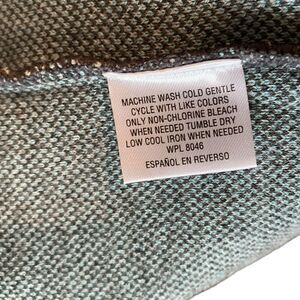 MACHINE WASH COLD GENTLE
CYCLE WITH LIKE COLORS
ONLY NON-CHLORINE BLEACH
WHEN NEEDED TUMBLE DRY
LOW COOL IRON WHEN NEEDED
WPL 8046
ESPAÑOL EN REVERSO